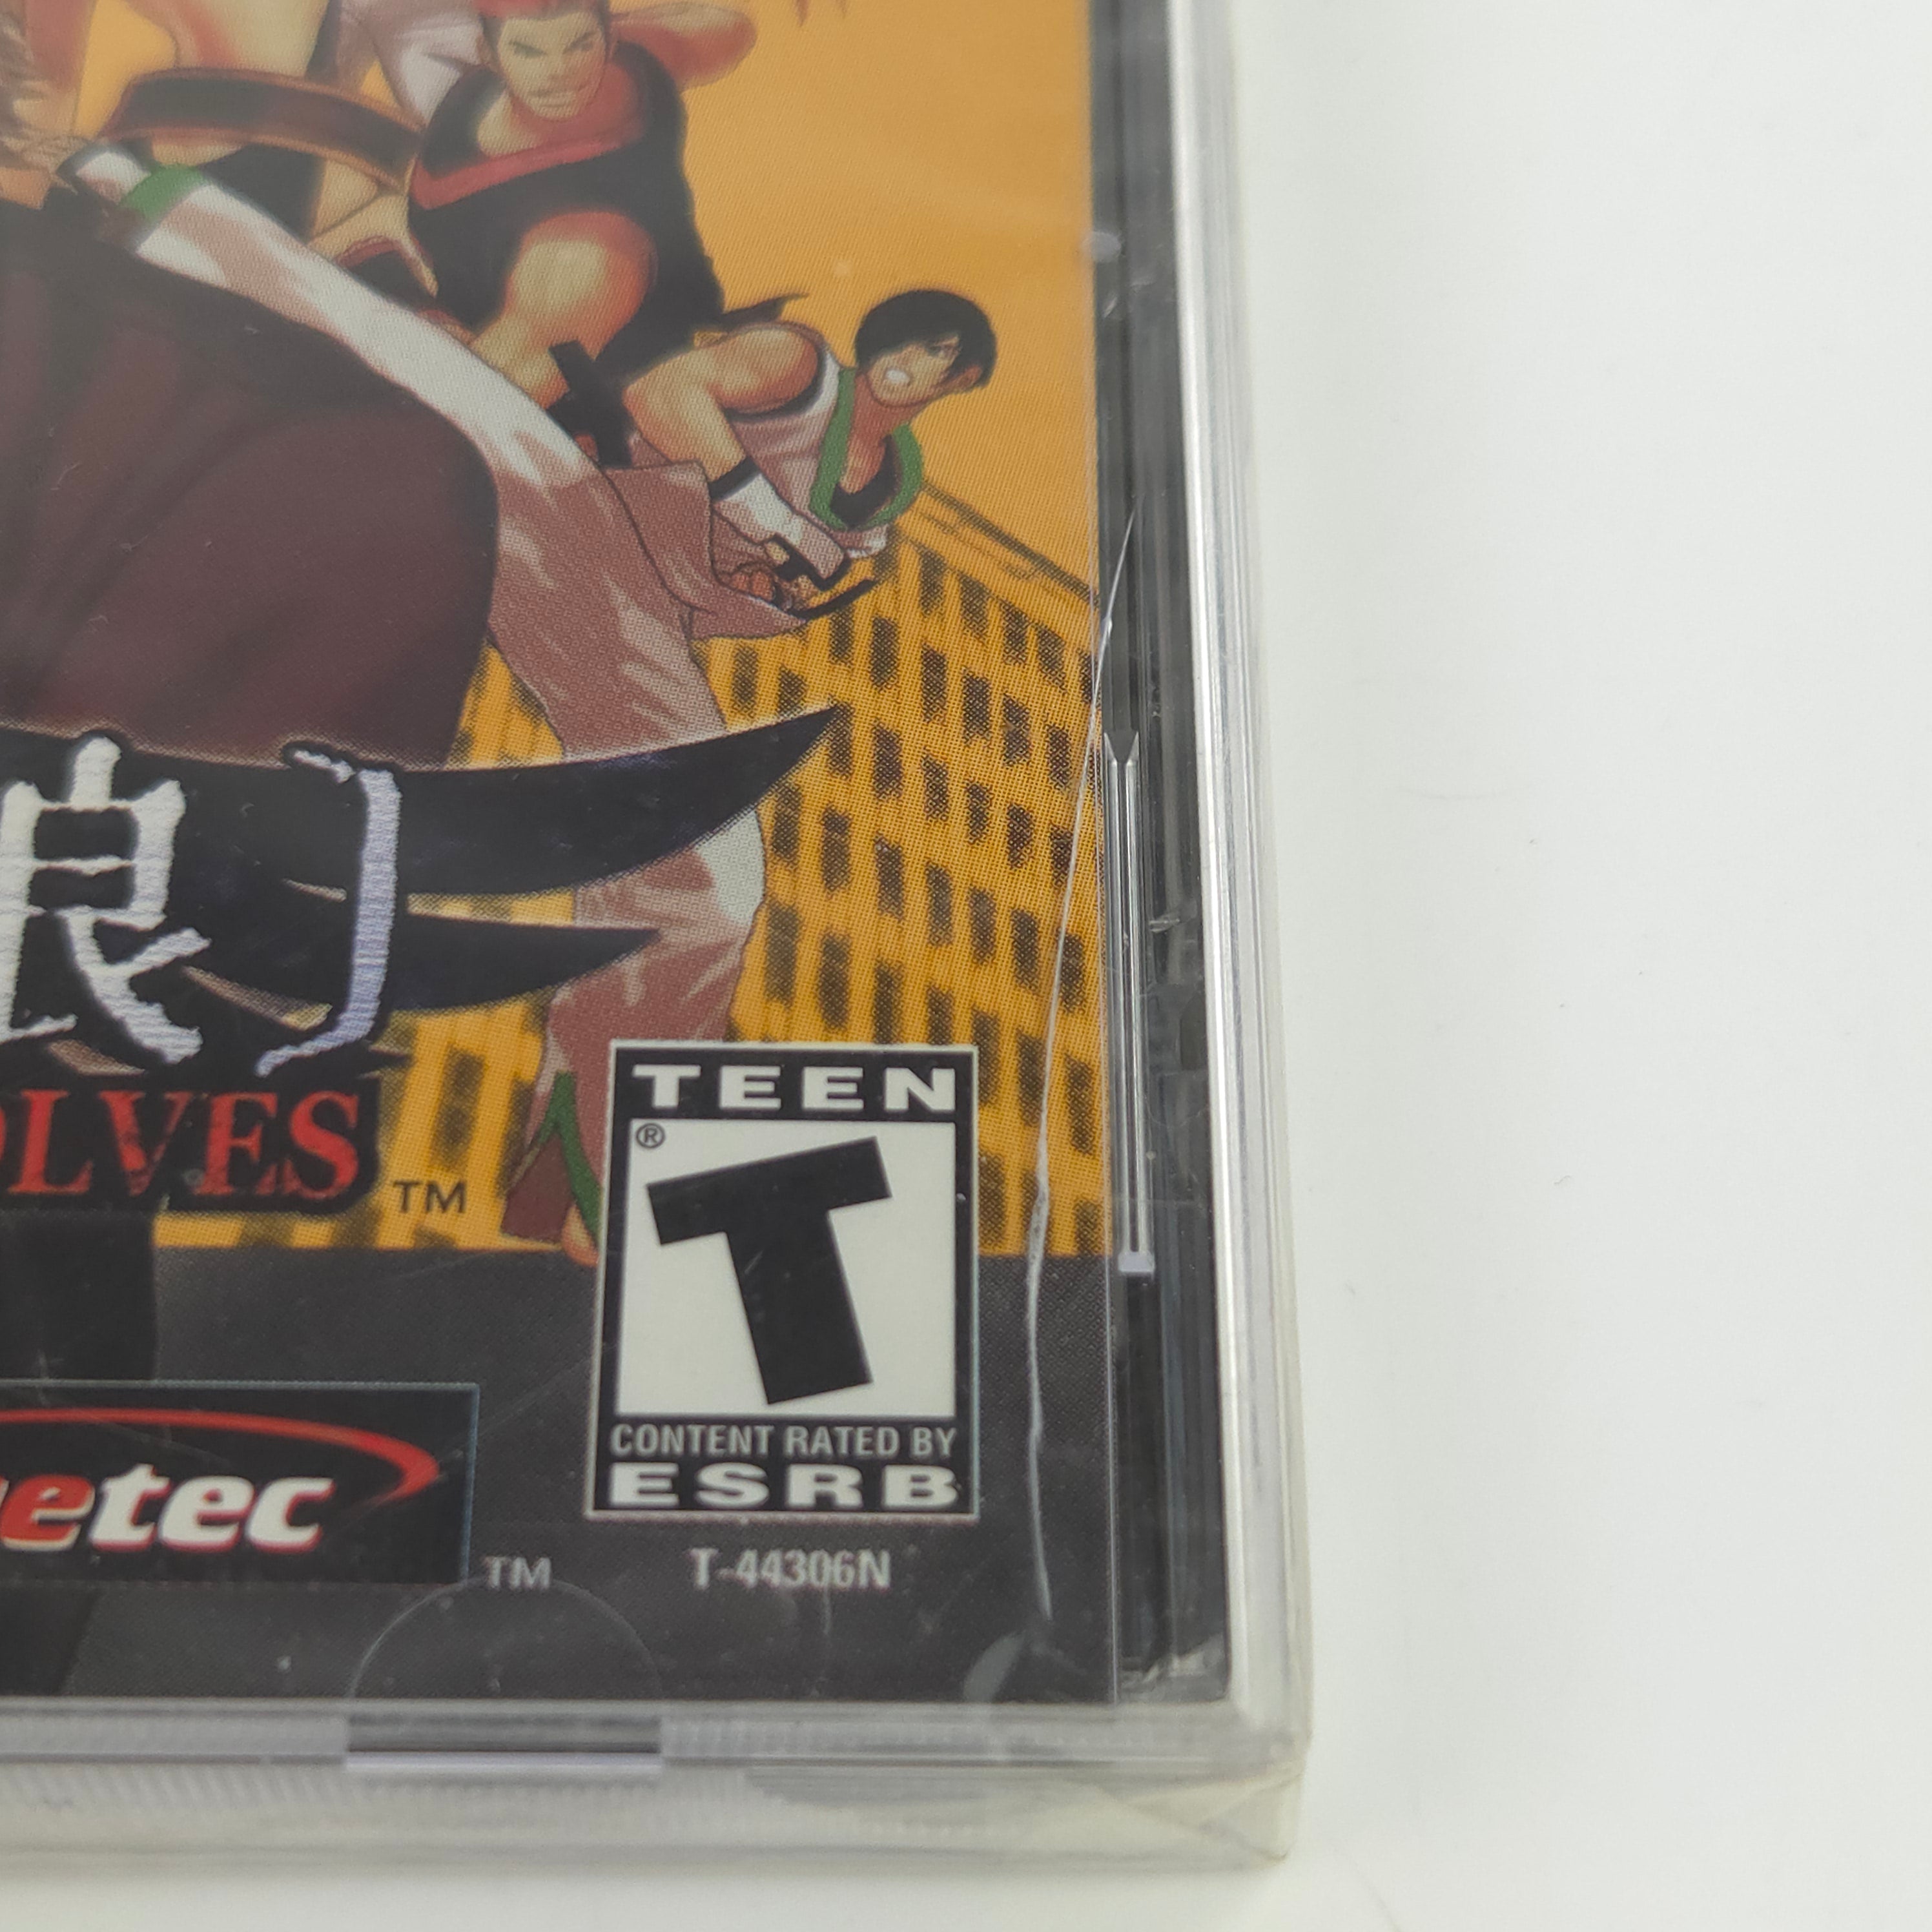 狼
OLVES TM
TEEN
®
T
CONTENT RATED BY
ESRB
etec TM
T-44306N